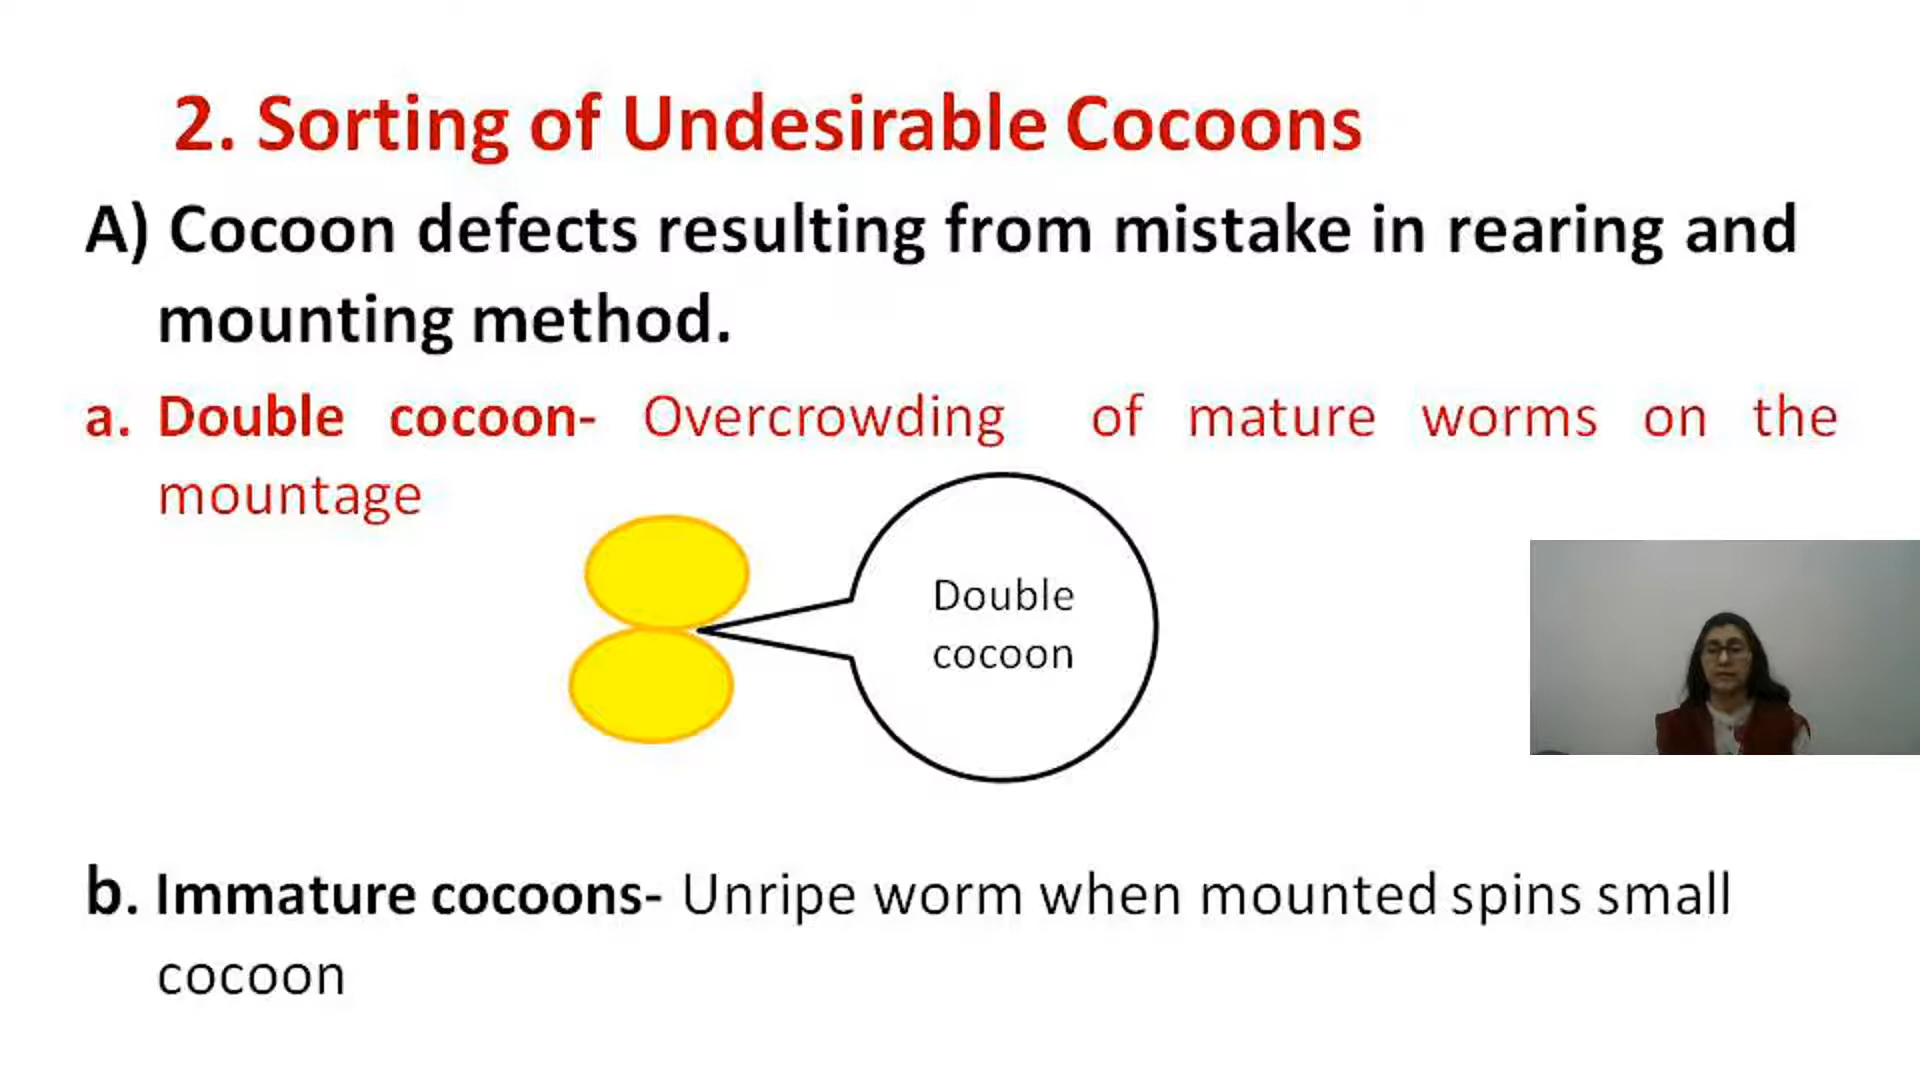 2. Sorting of Undesirable Cocoons
A) Cocoon defects resulting from mistake in rearing and
mounting method.
a. Double cocoon- Overcrowding of mature worms on the
mountage
Double
cocoon
b. Immature cocoons- Unripe worm when mounted spins small
cocoon